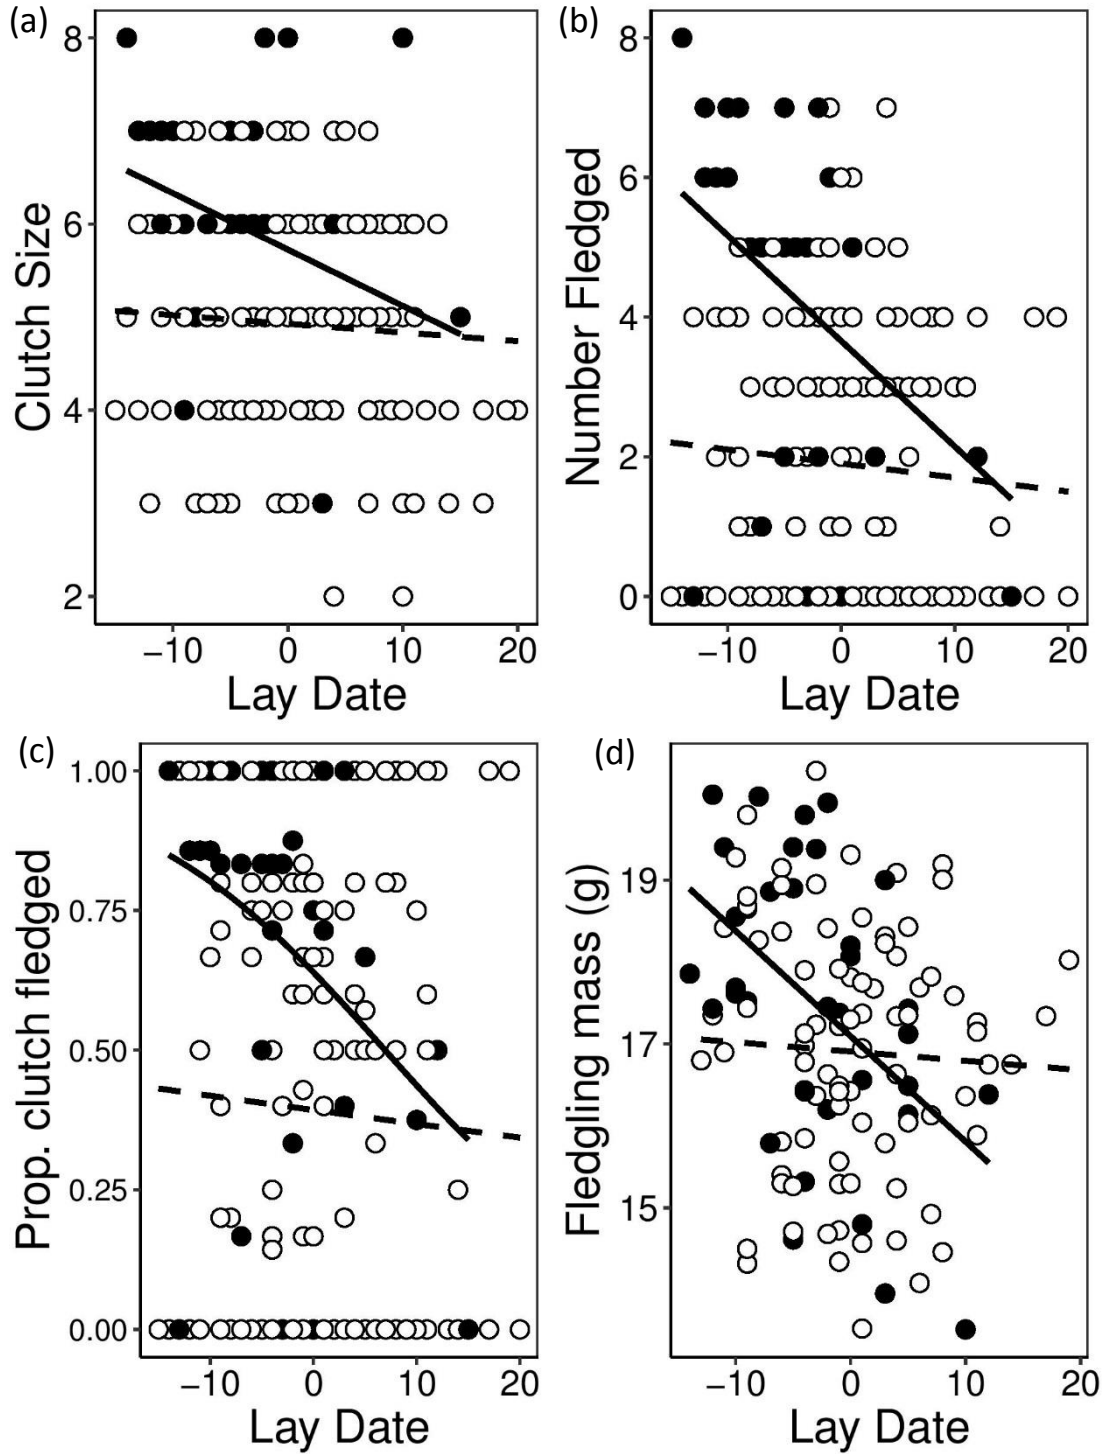 (a)
8
6
4
2
Clutch Size
−10 0 10 20
Lay Date
(b)
8
6
4
2
0
Number Fledged
−10 0 10 20
Lay Date
(c)
1.00
0.75
0.50
0.25
0.00
Prop. clutch fledged
−10 0 10 20
Lay Date
(d)
19
17
15
Fledgling mass (g)
−10 0 10 20
Lay Date